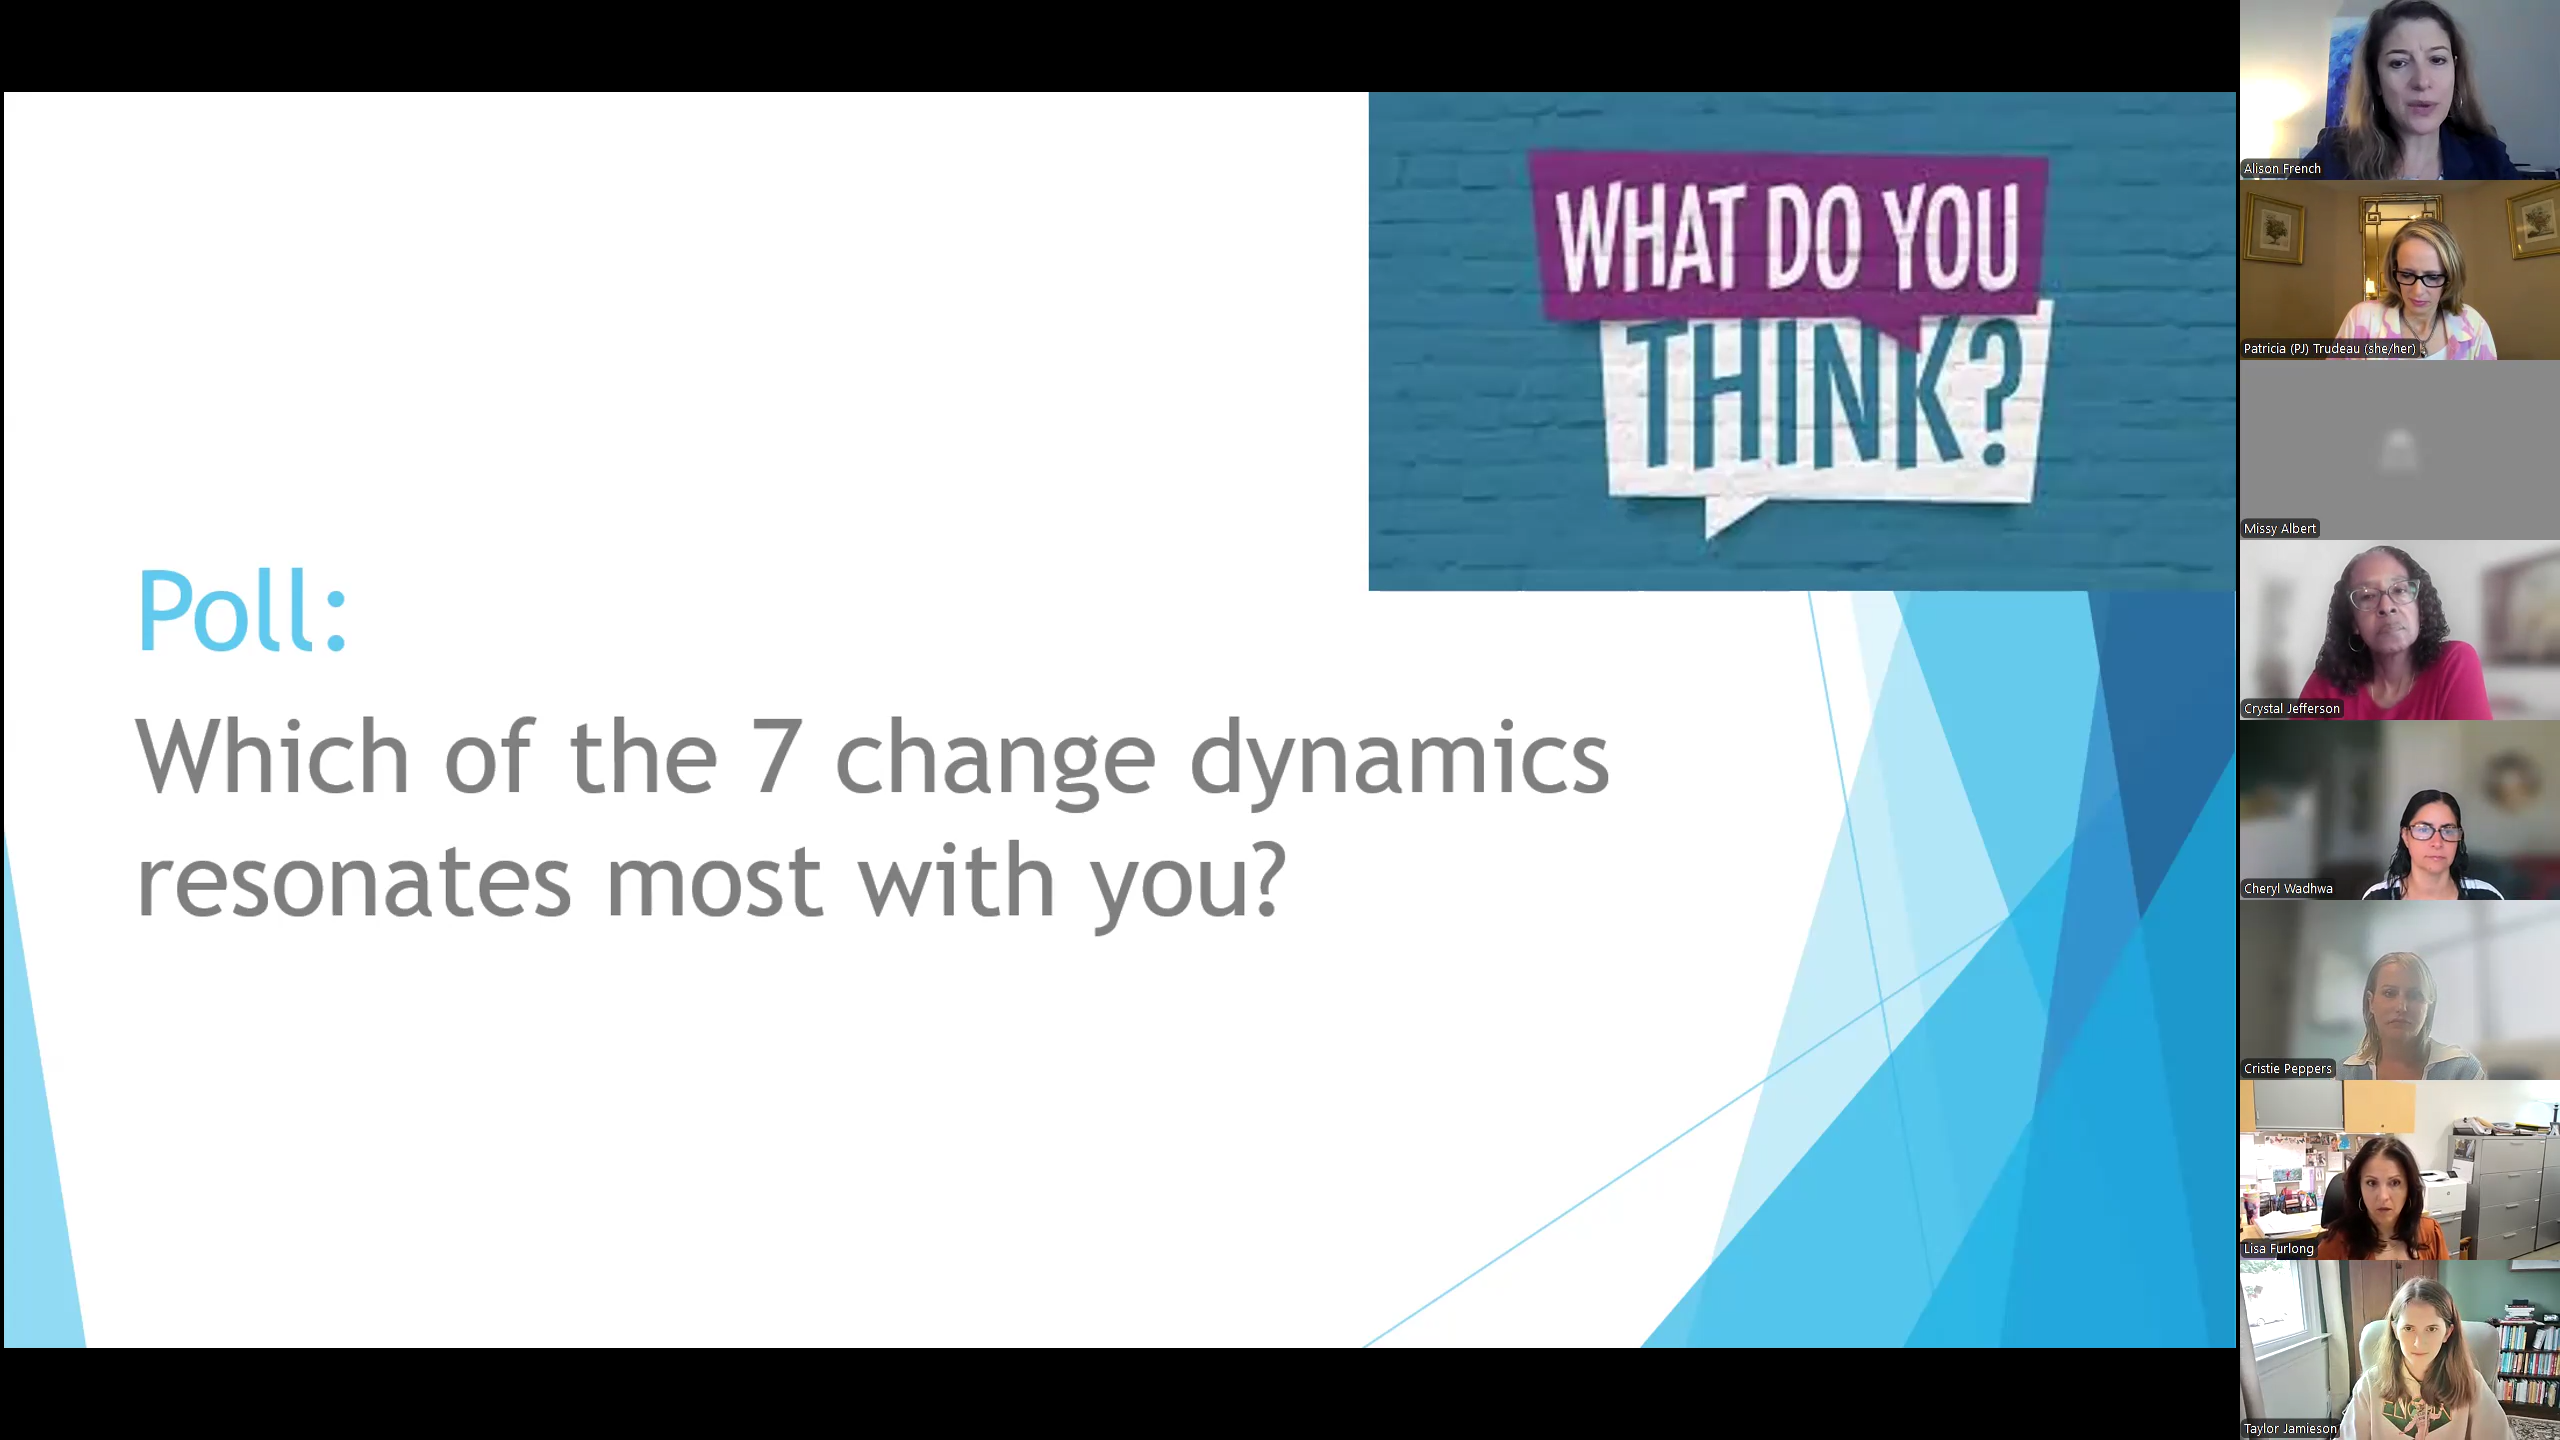 WHAT DO YOU
THINK?
Poll:
Which of the 7 change dynamics
resonates most with you?
Alison French
Patricia (PJ) Trudeau (she/her)
Missy Albert
Crystal Jefferson
Cheryl Wadhwa
Cristie Peppers
Lisa Furlong
Taylor Jamieson